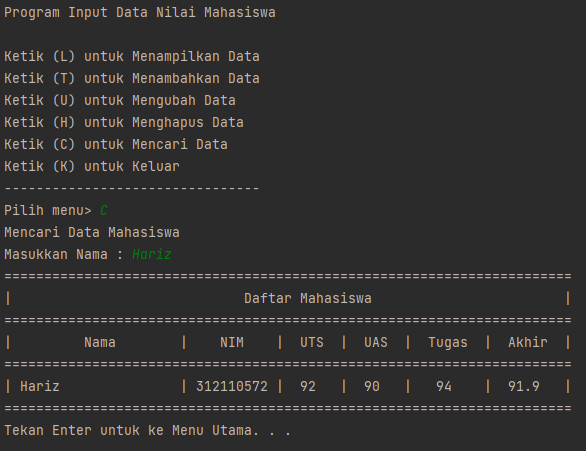 Program Input Data Nilai Mahasiswa
Ketik (L) untuk Menampilkan Data
Ketik (T) untuk Menambahkan Data
Ketik (U) untuk Mengubah Data
Ketik (H) untuk Menghapus Data
Ketik (C) untuk Mencari Data
Ketik (K) untuk Keluar
--------------------------------
Pilih menu> C
Mencari Data Mahasiswa
Masukkan Nama : Hariz
=======================================================================
|                             Daftar Mahasiswa                        |
=======================================================================
|         Nama        |    NIM    |  UTS  |  UAS  |  Tugas  |  Akhir  |
=======================================================================
| Hariz               | 312110572 |  92   |  90   |   94    |  91.9   |
=======================================================================
Tekan Enter untuk ke Menu Utama. . .